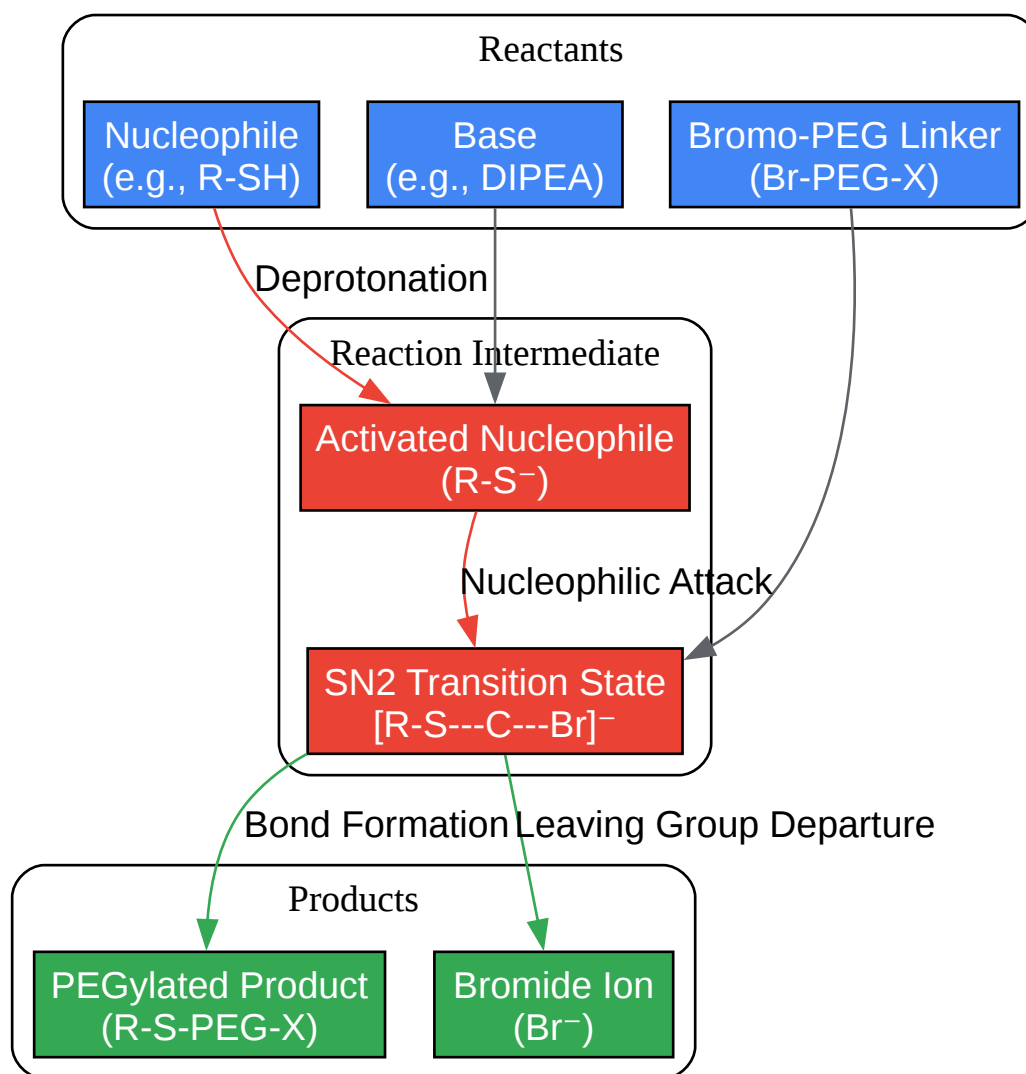 Reactants
Nucleophile
(e.g., R-SH)
Base
(e.g., DIPEA)
Bromo-PEG Linker
(Br-PEG-X)
Deprotonation
Reaction Intermediate
Activated Nucleophile
(R-S⁻)
Nucleophilic Attack
SN2 Transition State
[R-S---C---Br]⁻
Bond Formation
Leaving Group Departure
Products
PEGylated Product
(R-S-PEG-X)
Bromide Ion
(Br⁻)